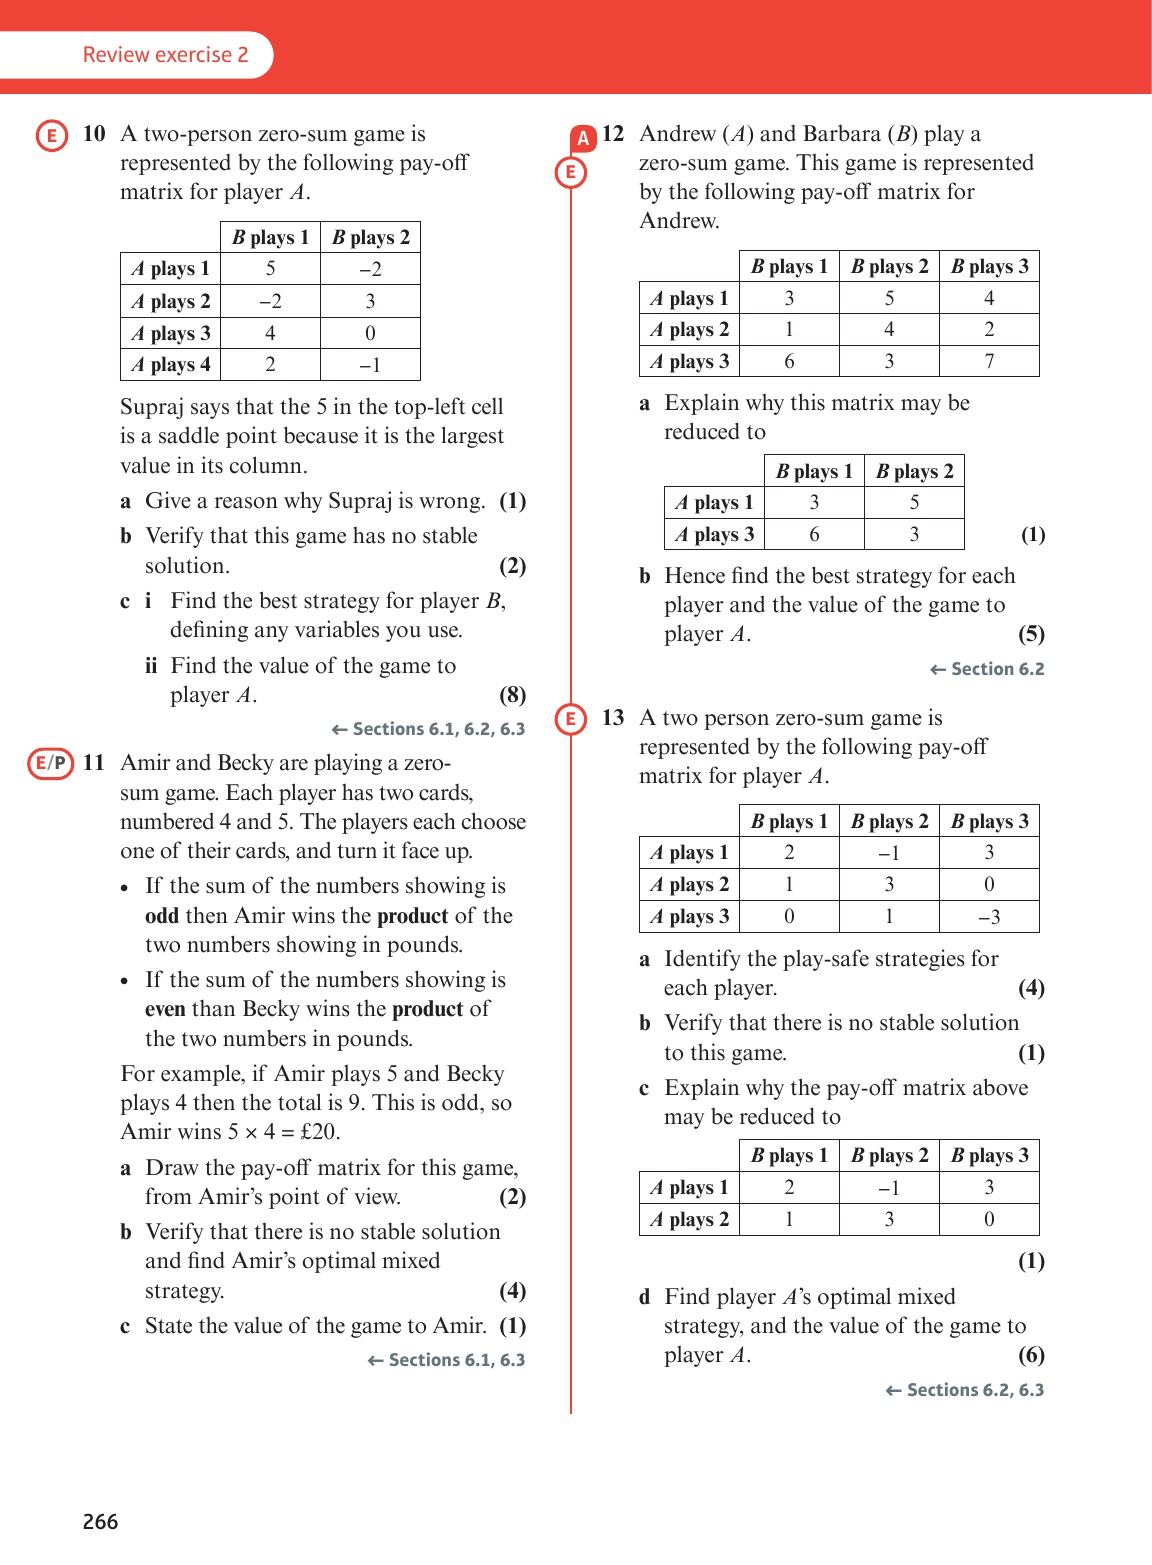 Review exercise 2
E
10 A two-person zero-sum game is
represented by the following pay-off
matrix for player A.
B plays 1 B plays 2
A plays 1 5 −2
A plays 2 −2 3
A plays 3 4 0
A plays 4 2 −1
Supraj says that the 5 in the top-left cell
is a saddle point because it is the largest
value in its column.
a Give a reason why Supraj is wrong. (1)
b Verify that this game has no stable
solution. (2)
c i Find the best strategy for player B,
defining any variables you use.
ii Find the value of the game to
player A. (8)
← Sections 6.1, 6.2, 6.3
E/P
11 Amir and Becky are playing a zero-
sum game. Each player has two cards,
numbered 4 and 5. The players each choose
one of their cards, and turn it face up.
• If the sum of the numbers showing is
odd then Amir wins the product of the
two numbers showing in pounds.
• If the sum of the numbers showing is
even than Becky wins the product of
the two numbers in pounds.
For example, if Amir plays 5 and Becky
plays 4 then the total is 9. This is odd, so
Amir wins 5 × 4 = £20.
a Draw the pay-off matrix for this game,
from Amir's point of view. (2)
b Verify that there is no stable solution
and find Amir's optimal mixed
strategy. (4)
c State the value of the game to Amir. (1)
← Sections 6.1, 6.3
A
E
12 Andrew (A) and Barbara (B) play a
zero-sum game. This game is represented
by the following pay-off matrix for
Andrew.
B plays 1 B plays 2 B plays 3
A plays 1 3 5 4
A plays 2 1 4 2
A plays 3 6 3 7
a Explain why this matrix may be
reduced to
B plays 1 B plays 2
A plays 1 3 5
A plays 3 6 3 (1)
b Hence find the best strategy for each
player and the value of the game to
player A. (5)
← Section 6.2
E
13 A two person zero-sum game is
represented by the following pay-off
matrix for player A.
B plays 1 B plays 2 B plays 3
A plays 1 2 −1 3
A plays 2 1 3 0
A plays 3 0 1 −3
a Identify the play-safe strategies for
each player. (4)
b Verify that there is no stable solution
to this game. (1)
c Explain why the pay-off matrix above
may be reduced to
B plays 1 B plays 2 B plays 3
A plays 1 2 −1 3
A plays 2 1 3 0
(1)
d Find player A's optimal mixed
strategy, and the value of the game to
player A. (6)
← Sections 6.2, 6.3
266